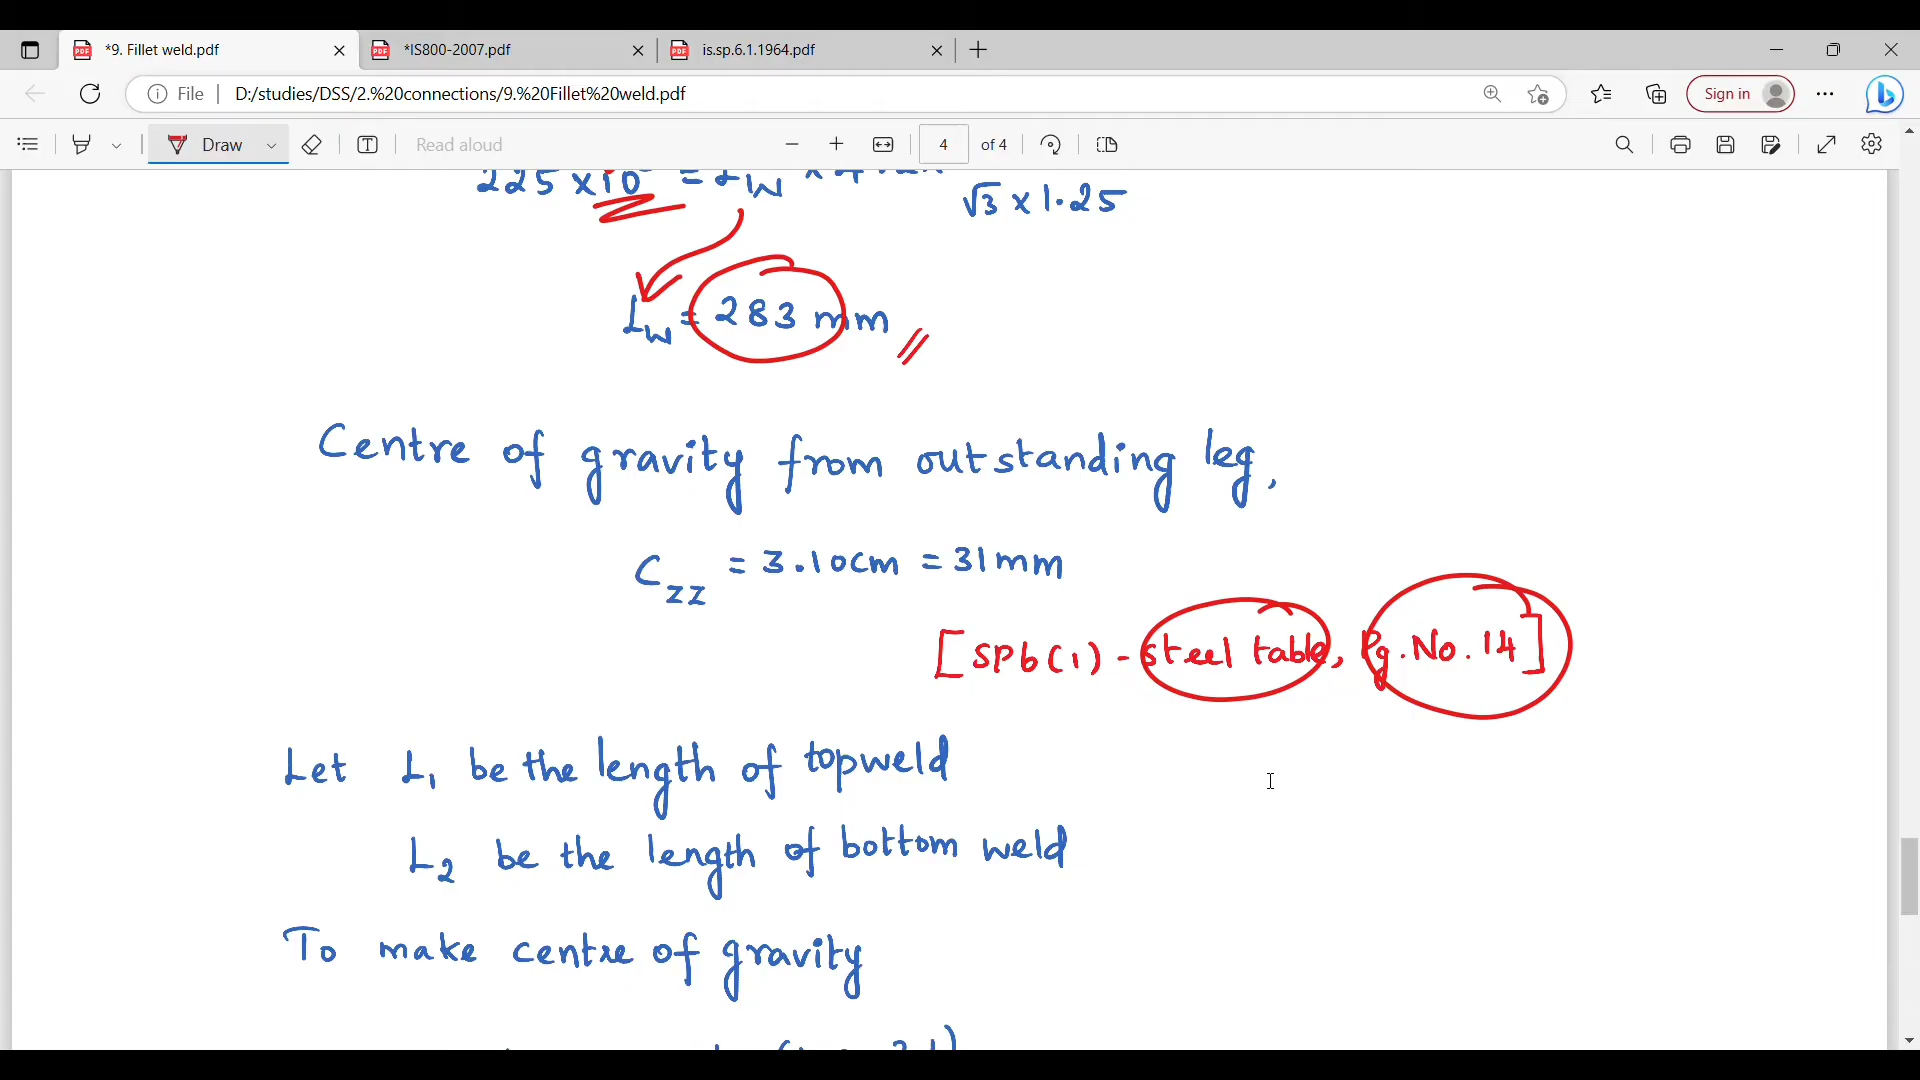 *9. Fillet weld.pdf
*IS800-2007.pdf
is.sp.6.1.1964.pdf
File
D:/studies/DSS/2.%20connections/9.%20Fillet%20weld.pdf
Sign in
Draw
Read aloud
4
of 4
225 x10 = LW x
√3 x 1.25
LW = 283 mm
Centre of gravity from outstanding leg,
Czz = 3.10cm = 31mm
[SP6(1) - steel table, Pg. No. 14]
Let L1 be the length of topweld
L2 be the length of bottom weld
To make centre of gravity